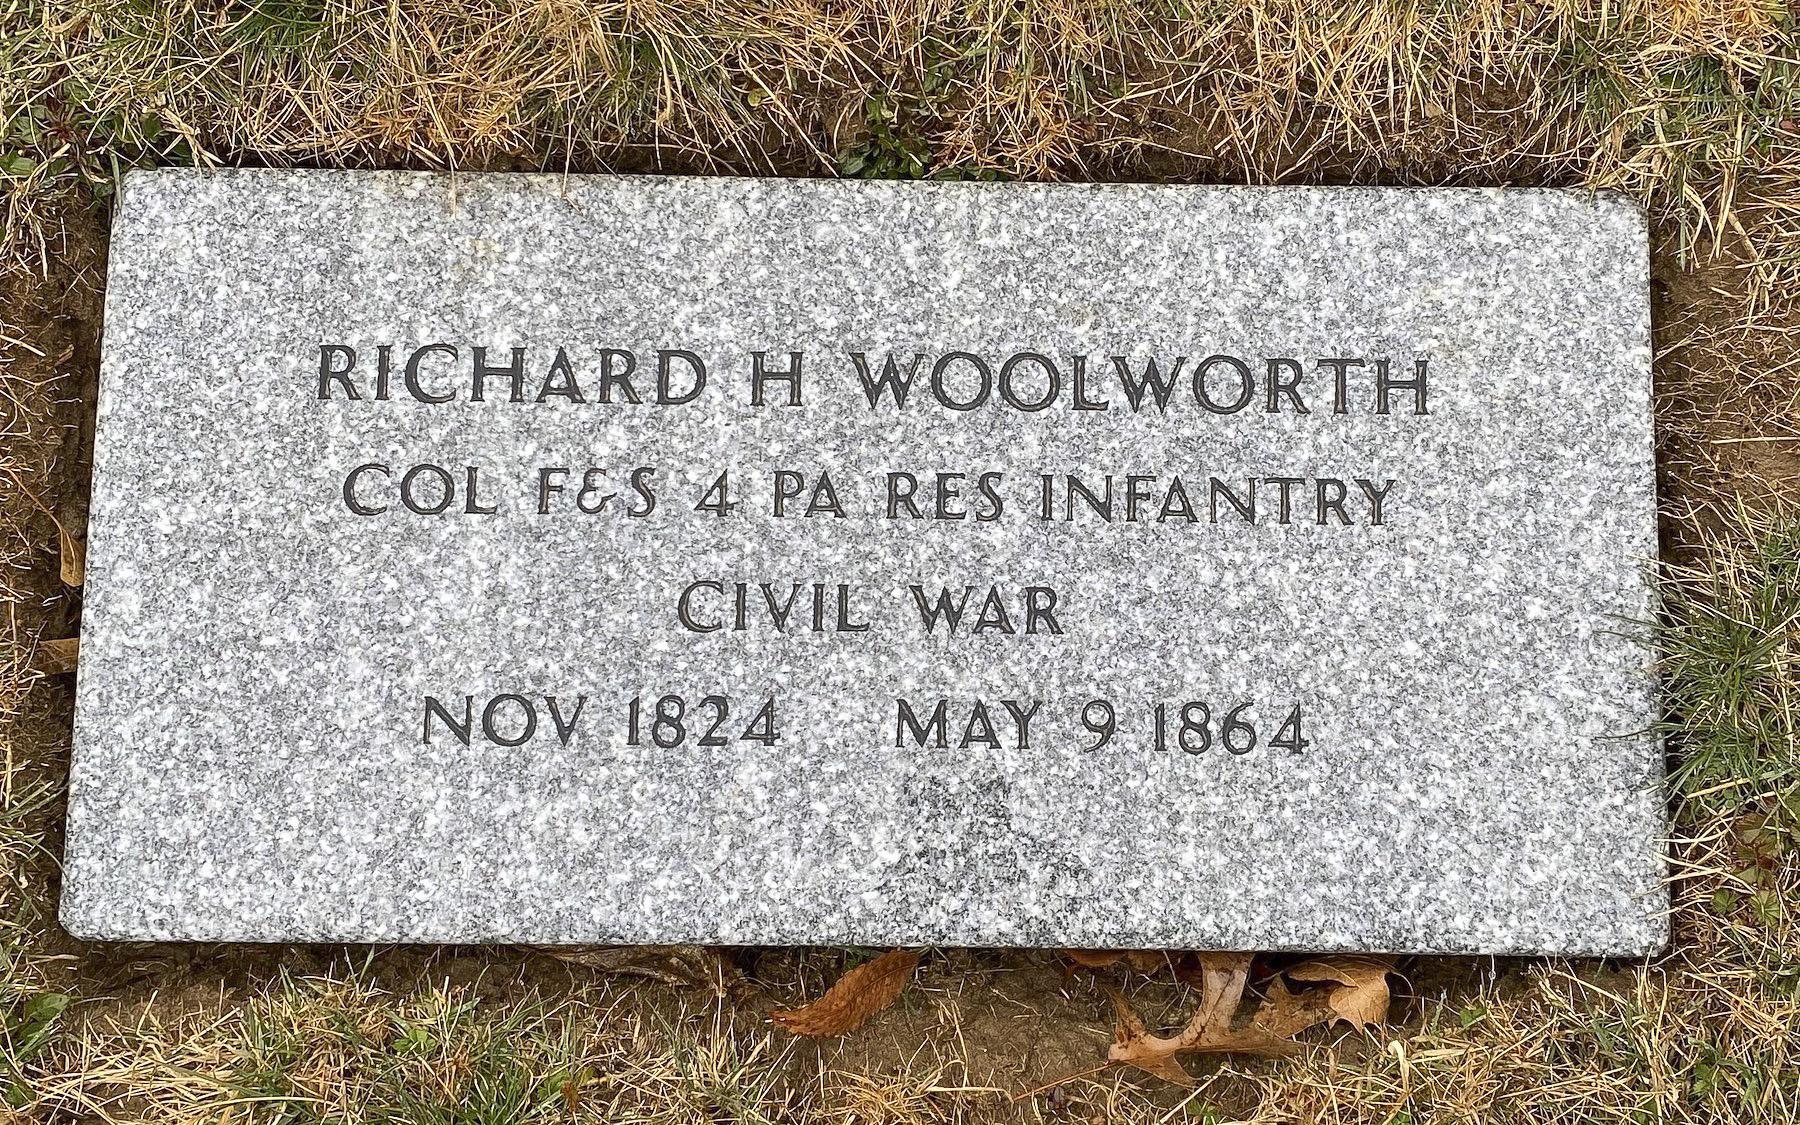 RICHARD H WOOLWORTH
COL F&S 4 PA RES INFANTRY
CIVIL WAR
NOV 1824 MAY 9 1864